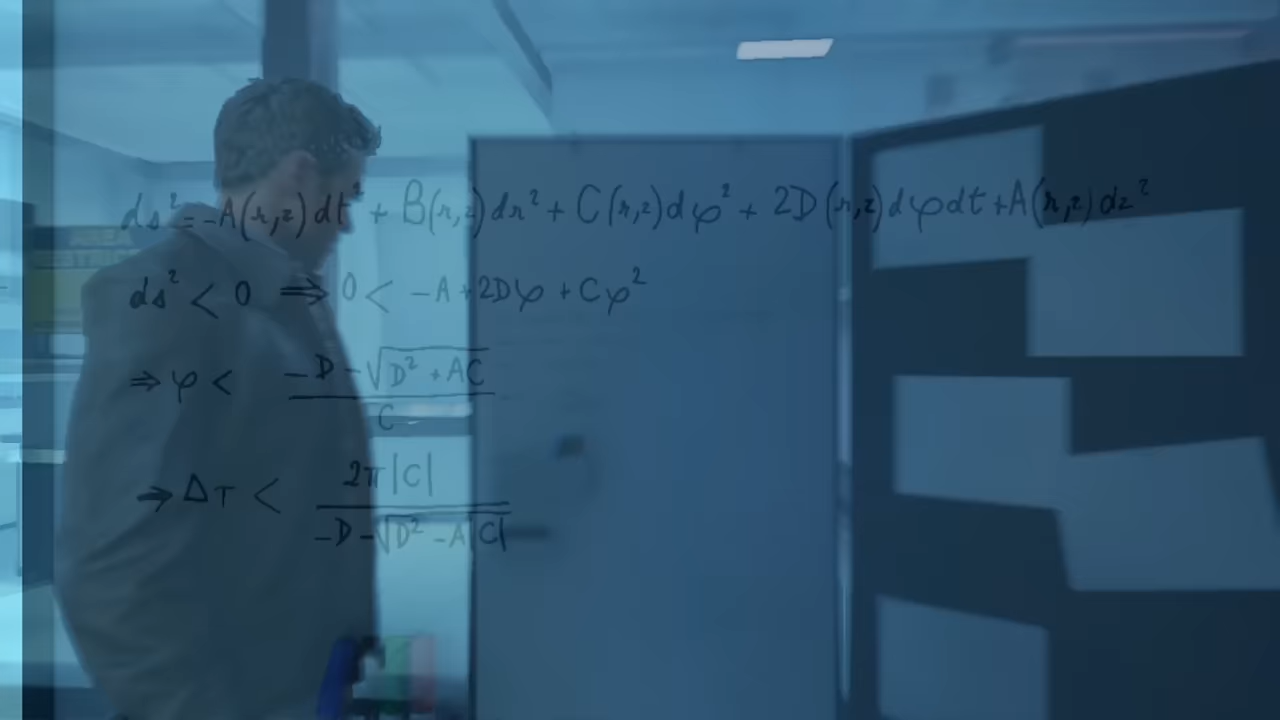 ds² = -A(r,z)dt² + B(r,z)dr² + C(r,z)dφ² + 2D(r,z)dφdt + A(r,z)dz²
ds² < 0 ⇒ 0 < -A + 2Dφ + Cφ²
⇒ φ < (-D - √(D² + AC)) / C
⇒ ΔT < 2π|C| / (-D - √(D² - A|C|))